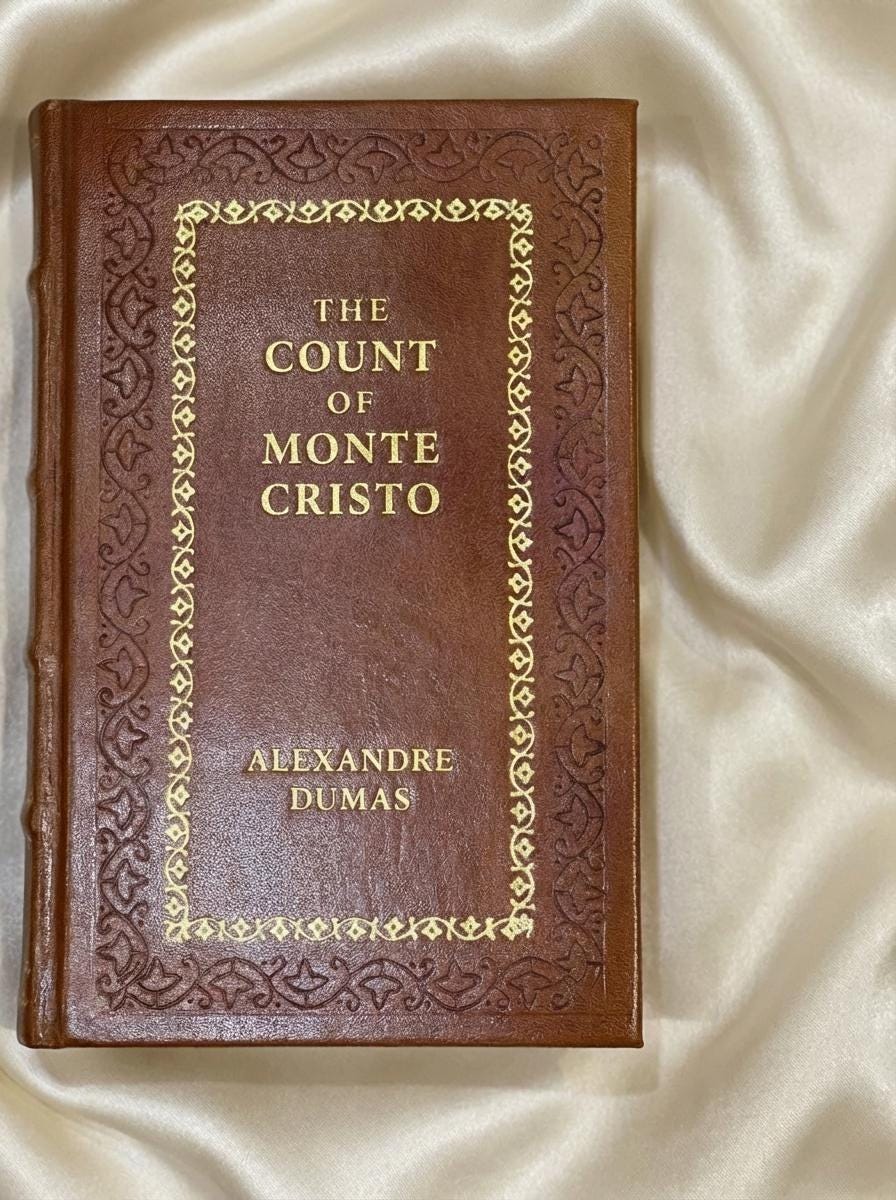 THE
COUNT
OF
MONTE
CRISTO
ALEXANDRE
DUMAS